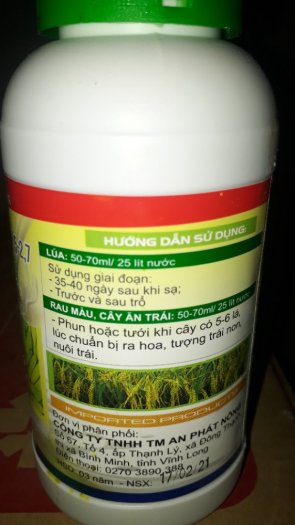 HƯỚNG DẪN SỬ DỤNG:
LÚA: 50-70ml/ 25 lít nước
Sử dụng giai đoạn:
- 35-40 ngày sau khi sạ;
- Trước và sau trổ
RAU MÀU, CÂY ĂN TRÁI: 50-70ml/ 25 lít nước
- Phun hoặc tưới khi cây có 5-6 lá,
lúc chuẩn bị ra hoa, tượng trái non,
nuôi trái.
IMPORTED PRODUCT
Đơn vị phân phối:
CÔNG TY TNHH TM AN PHÁT NÔNG
Số 67, Tổ 4, ấp Thạnh Lý, xã Đông Thạnh
thị xã Bình Minh, tỉnh Vĩnh Long
Điện thoại: 0270 3890 388
HSD: 03 năm - NSX: 17/02/21